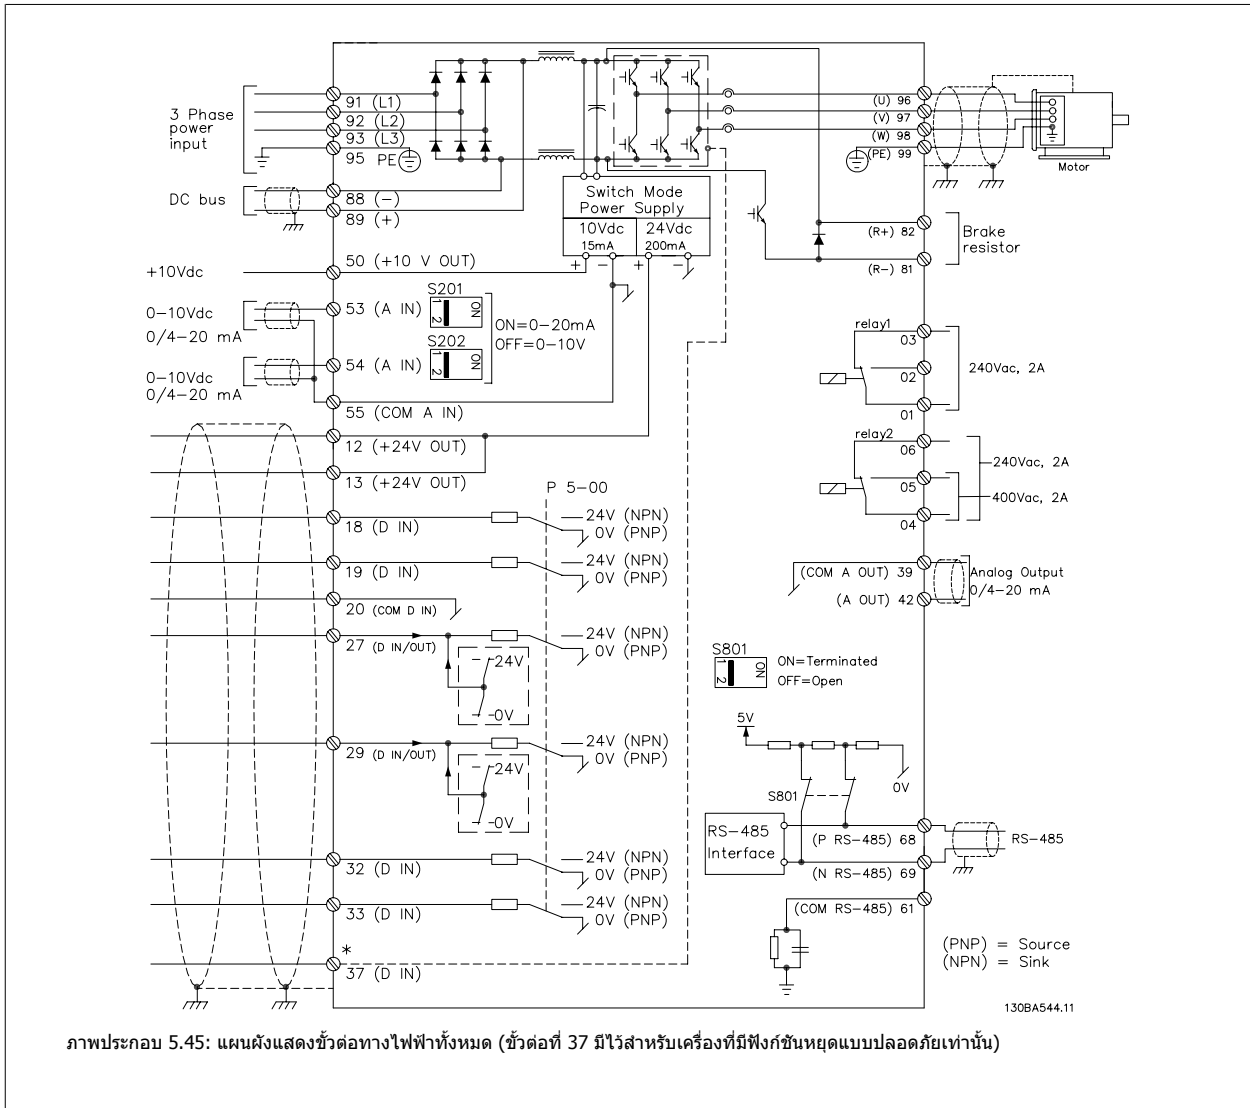 3 Phase
power
input
91 (L1)
92 (L2)
93 (L3)
95 PE
DC bus
88 (−)
89 (+)
+10Vdc
50 (+10 V OUT)
0−10Vdc
0/4−20 mA
53 (A IN)
S201
1 2
ON
S202
1 2
ON
ON=0−20mA
OFF=0−10V
0−10Vdc
0/4−20 mA
54 (A IN)
55 (COM A IN)
12 (+24V OUT)
13 (+24V OUT)
P 5−00
18 (D IN)
24V (NPN)
0V (PNP)
19 (D IN)
24V (NPN)
0V (PNP)
20 (COM D IN)
27 (D IN/OUT)
24V (NPN)
0V (PNP)
24V
0V
29 (D IN/OUT)
24V (NPN)
0V (PNP)
24V
0V
32 (D IN)
24V (NPN)
0V (PNP)
33 (D IN)
24V (NPN)
0V (PNP)
*
37 (D IN)
Switch Mode
Power Supply
10Vdc
15mA
24Vdc
200mA
+ − + −
(U) 96
(V) 97
(W) 98
(PE) 99
Motor
(R+) 82
Brake
resistor
(R−) 81
relay1
03
02
01
240Vac, 2A
relay2
06
05
04
240Vac, 2A
400Vac, 2A
(COM A OUT) 39
(A OUT) 42
Analog Output
0/4−20 mA
S801
1 2
ON
ON=Terminated
OFF=Open
5V
0V
S801
RS−485
Interface
(P RS−485) 68
(N RS−485) 69
RS−485
(COM RS−485) 61
(PNP) = Source
(NPN) = Sink
130BA544.11
ภาพประกอบ 5.45: แผนผังแสดงขั้วต่อทางไฟฟ้าทั้งหมด (ขั้วต่อที่ 37 มีไว้สำหรับเครื่องที่มีฟังก์ชันหยุดแบบปลอดภัยเท่านั้น)